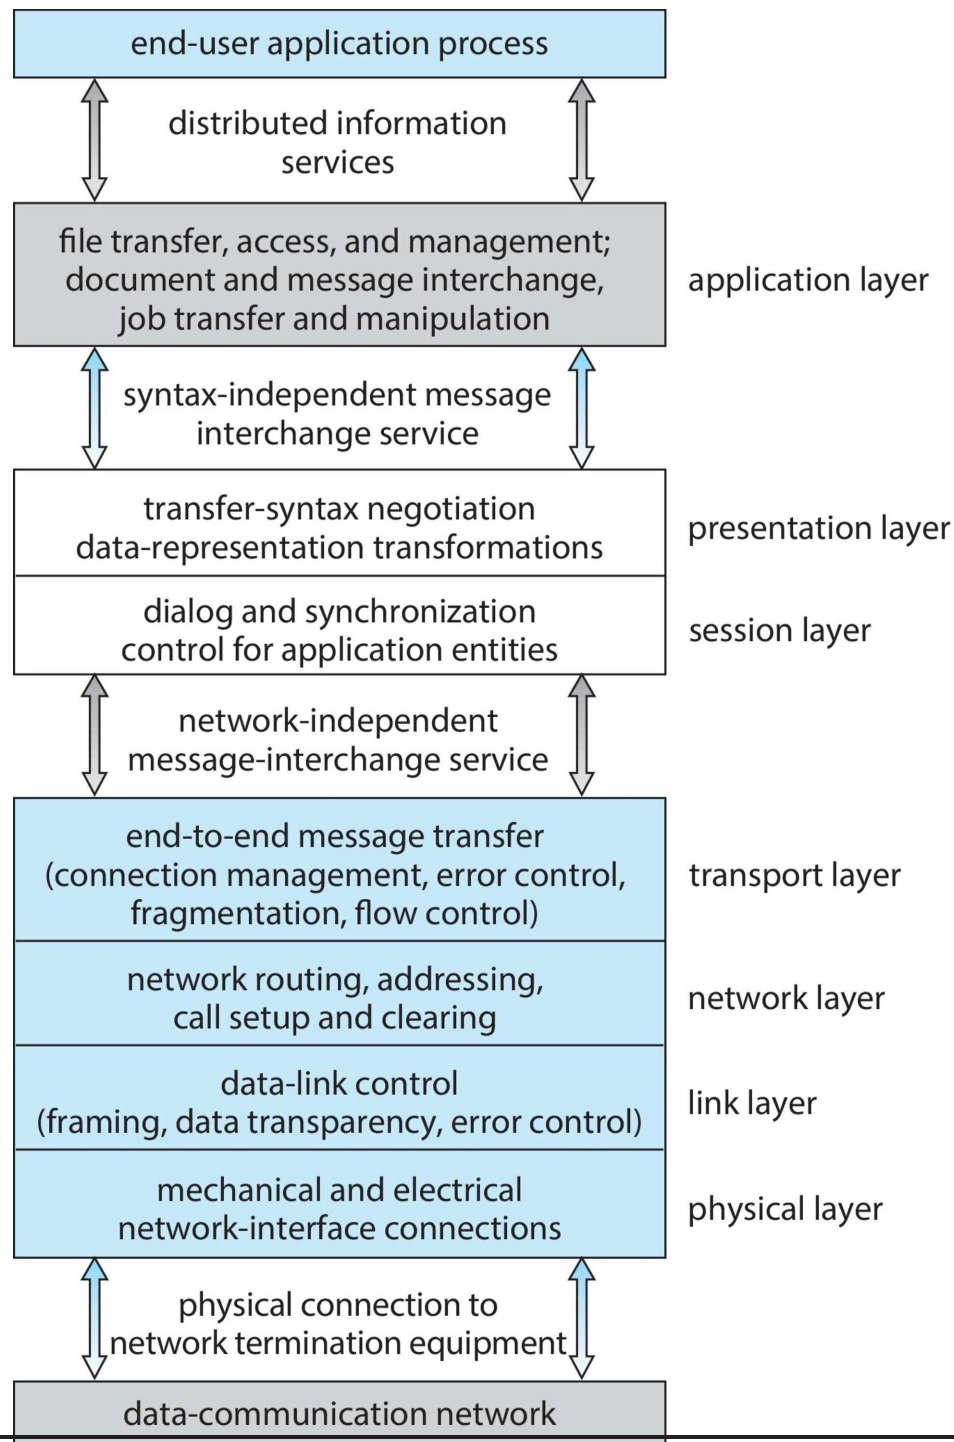 end-user application process
distributed information
services
file transfer, access, and management;
document and message interchange,
job transfer and manipulation
application layer
syntax-independent message
interchange service
transfer-syntax negotiation
data-representation transformations
presentation layer
dialog and synchronization
control for application entities
session layer
network-independent
message-interchange service
end-to-end message transfer
(connection management, error control,
fragmentation, flow control)
transport layer
network routing, addressing,
call setup and clearing
network layer
data-link control
(framing, data transparency, error control)
link layer
mechanical and electrical
network-interface connections
physical layer
physical connection to
network termination equipment
data-communication network